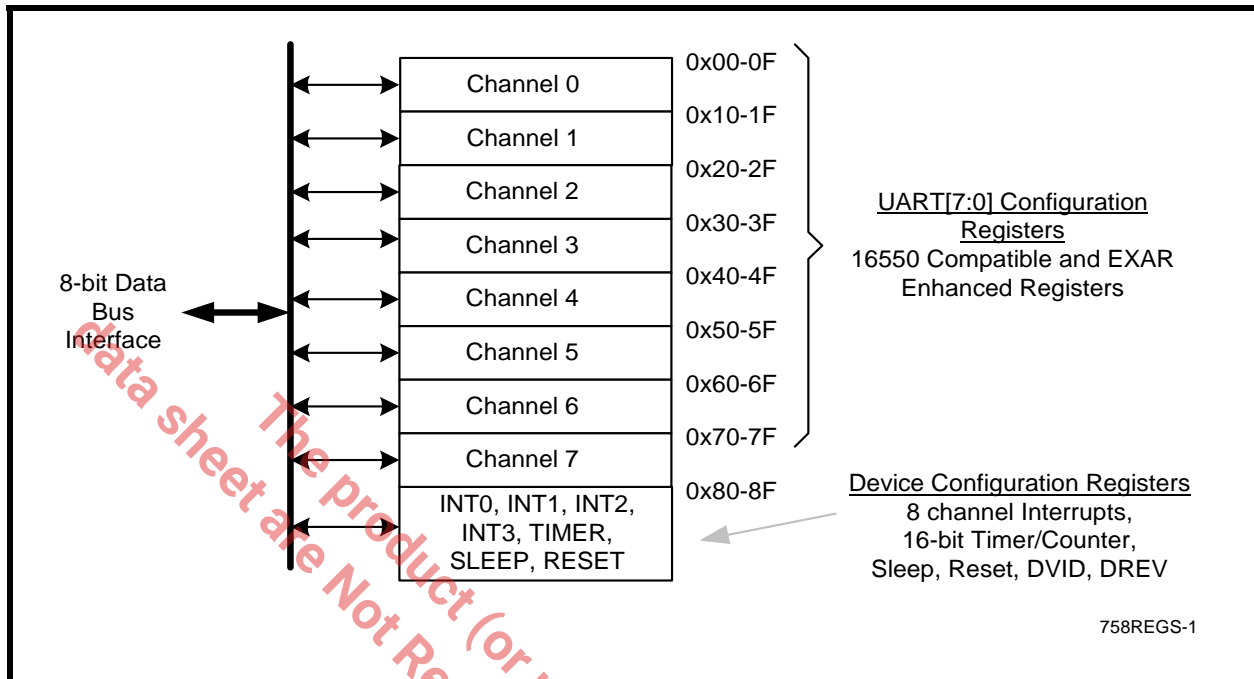 0x00-0F
Channel 0
0x10-1F
Channel 1
0x20-2F
Channel 2
0x30-3F
Channel 3
0x40-4F
Channel 4
0x50-5F
Channel 5
0x60-6F
Channel 6
0x70-7F
Channel 7
0x80-8F
INT0, INT1, INT2,
INT3, TIMER,
SLEEP, RESET
8-bit Data
Bus
Interface
UART[7:0] Configuration
Registers
16550 Compatible and EXAR
Enhanced Registers
Device Configuration Registers
8 channel Interrupts,
16-bit Timer/Counter,
Sleep, Reset, DVID, DREV
758REGS-1
The product (or
data sheet are Not